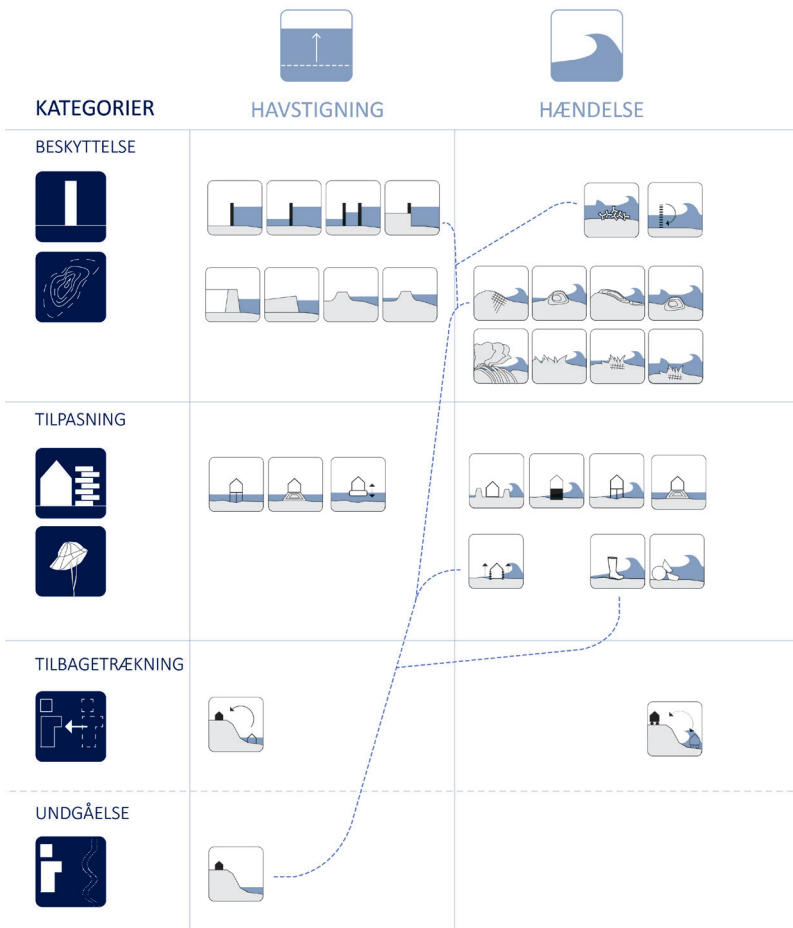 KATEGORIER
HAVSTIGNING
HÆNDELSE
BESKYTTELSE
TILPASNING
TILBAGETRÆKNING
UNDGÅELSE